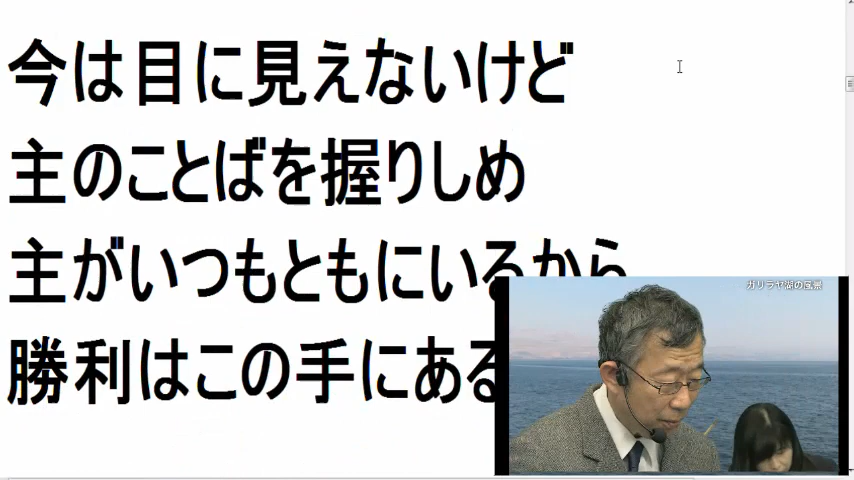 今は目に見えないけど
主のことばを握りしめ
主がいつもともにいるから
勝利はこの手にある
ガリラヤ湖の風景